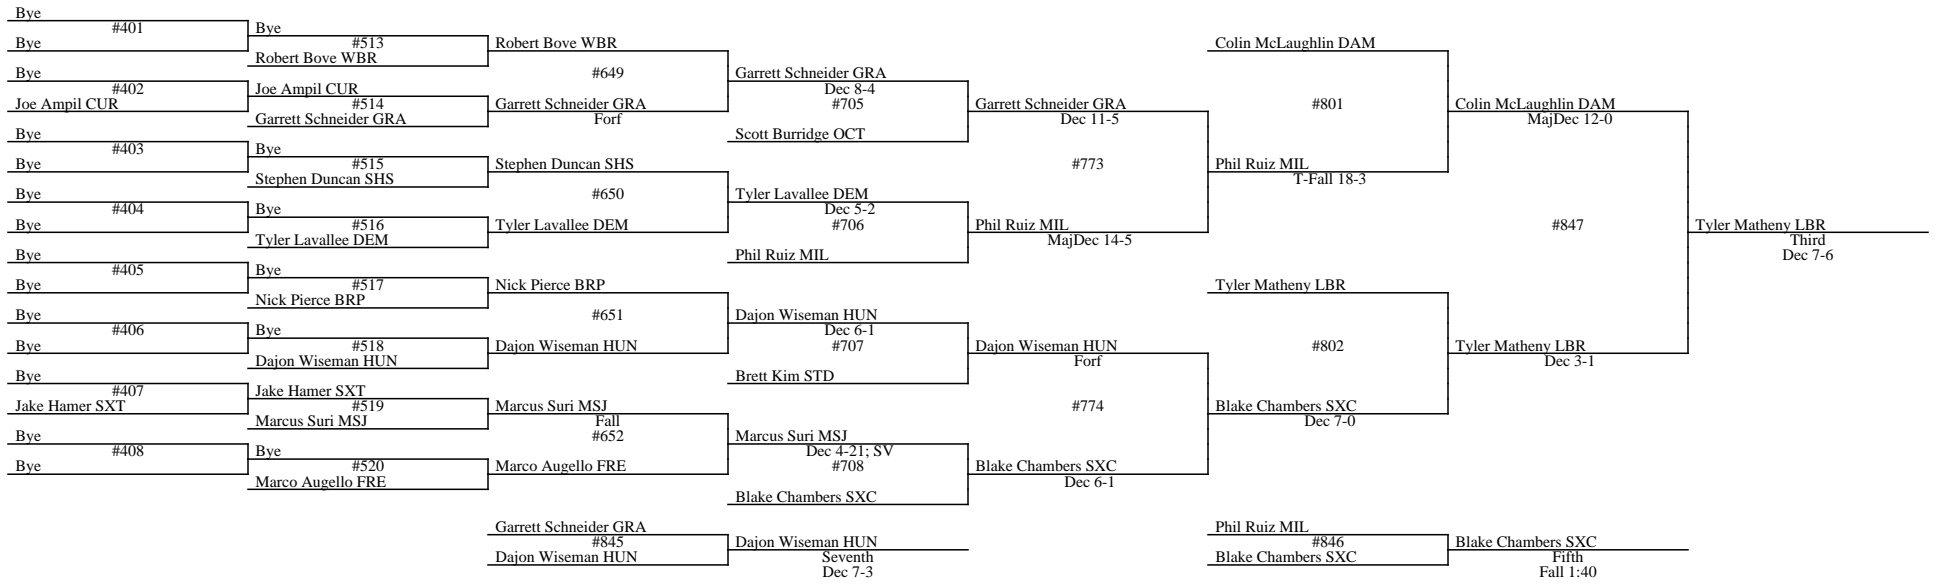 Bye
#401
Bye
Bye
#402
Joe Ampil CUR
Bye
#403
Bye
Bye
#404
Bye
Bye
#405
Bye
Bye
#406
Bye
Bye
#407
Jake Hamer SXT
Bye
#408
Bye
Bye
#513
Robert Bove WBR
Joe Ampil CUR
#514
Garrett Schneider GRA
Bye
#515
Stephen Duncan SHS
Bye
#516
Tyler Lavallee DEM
Bye
#517
Nick Pierce BRP
Bye
#518
Dajon Wiseman HUN
Jake Hamer SXT
#519
Marcus Suri MSJ
Bye
#520
Marco Augello FRE
Robert Bove WBR
#649
Garrett Schneider GRA
Forf
Stephen Duncan SHS
#650
Tyler Lavallee DEM
Nick Pierce BRP
#651
Dajon Wiseman HUN
Marcus Suri MSJ
Fall
#652
Marco Augello FRE
Garrett Schneider GRA
Dec 8-4
#705
Scott Burridge OCT
Tyler Lavallee DEM
Dec 5-2
#706
Phil Ruiz MIL
Dajon Wiseman HUN
Dec 6-1
#707
Brett Kim STD
Marcus Suri MSJ
Dec 4-21; SV
#708
Blake Chambers SXC
Garrett Schneider GRA
Dec 11-5
#773
Phil Ruiz MIL
MajDec 14-5
Dajon Wiseman HUN
Forf
#774
Blake Chambers SXC
Dec 6-1
Colin McLaughlin DAM
#801
Phil Ruiz MIL
T-Fall 18-3
Tyler Matheny LBR
#802
Blake Chambers SXC
Dec 7-0
Colin McLaughlin DAM
MajDec 12-0
#847
Tyler Matheny LBR
Dec 3-1
Tyler Matheny LBR
Third
Dec 7-6
Garrett Schneider GRA
#845
Dajon Wiseman HUN
Dajon Wiseman HUN
Seventh
Dec 7-3
Phil Ruiz MIL
#846
Blake Chambers SXC
Blake Chambers SXC
Fifth
Fall 1:40